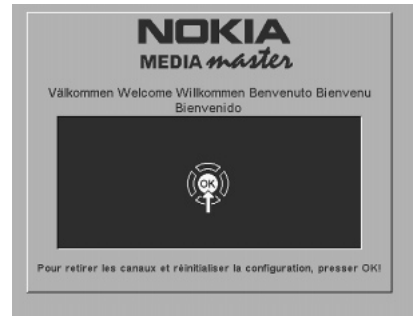 NOKIA
MEDIA master
Välkommen Welcome Willkommen Benvenuto Bienvenu
Bienvenido
OK
Pour retirer les canaux et réinitialiser la configuration, presser OK!